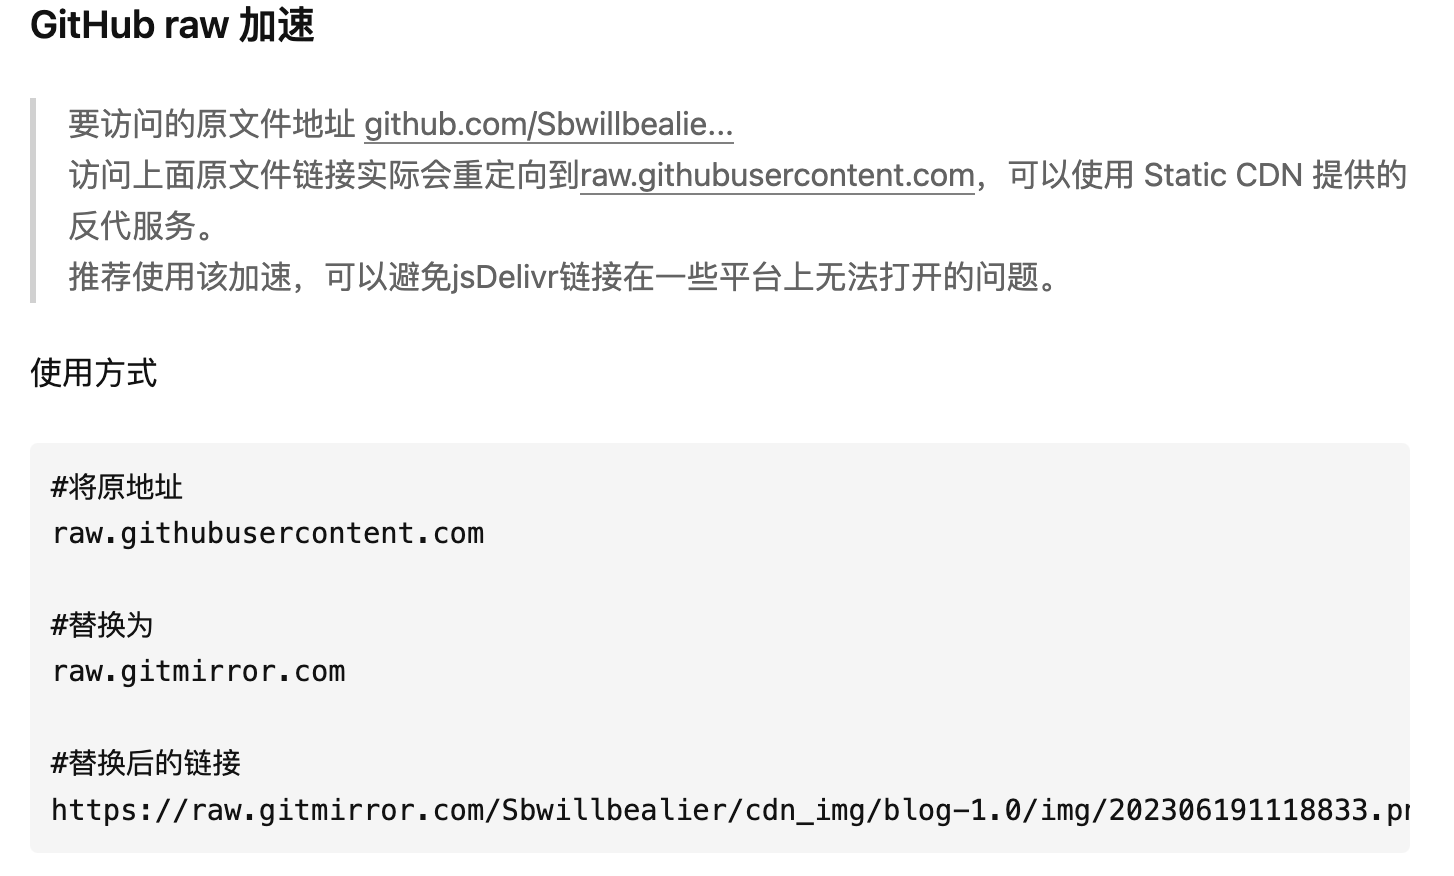 GitHub raw 加速
要访问的原文件地址 github.com/Sbwillbealie...
访问上面原文件链接实际会重定向到raw.githubusercontent.com，可以使用 Static CDN 提供的
反代服务。
推荐使用该加速，可以避免jsDelivr链接在一些平台上无法打开的问题。
使用方式
#将原地址
raw.githubusercontent.com
#替换为
raw.gitmirror.com
#替换后的链接
https://raw.gitmirror.com/Sbwillbealier/cdn_img/blog-1.0/img/202306191118833.pr